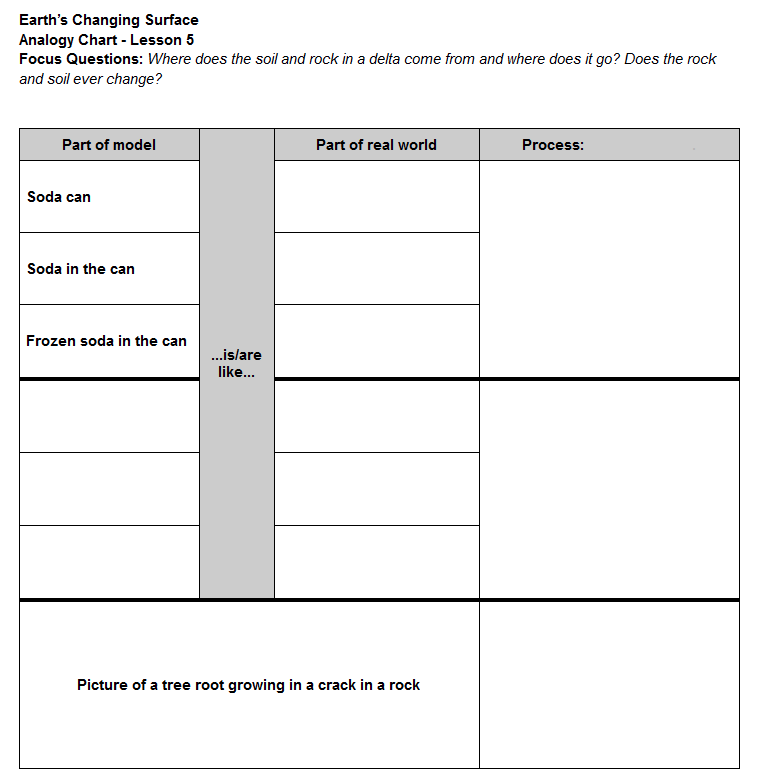 Earth’s Changing Surface
Analogy Chart - Lesson 5
Focus Questions: Where does the soil and rock in a delta come from and where does it go? Does the rock
and soil ever change?
Part of model
Part of real world
Process:
Soda can
Soda in the can
Frozen soda in the can
...is/are
like...
Picture of a tree root growing in a crack in a rock